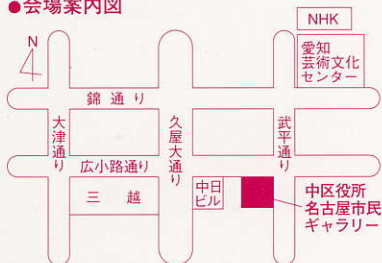 ●会場案内図
NHK
N
愛知
芸術文化
センター
錦通り
大津通り
久屋大通り
武平通り
広小路通り
三越
中日
ビル
中区役所
名古屋市民
ギャラリー